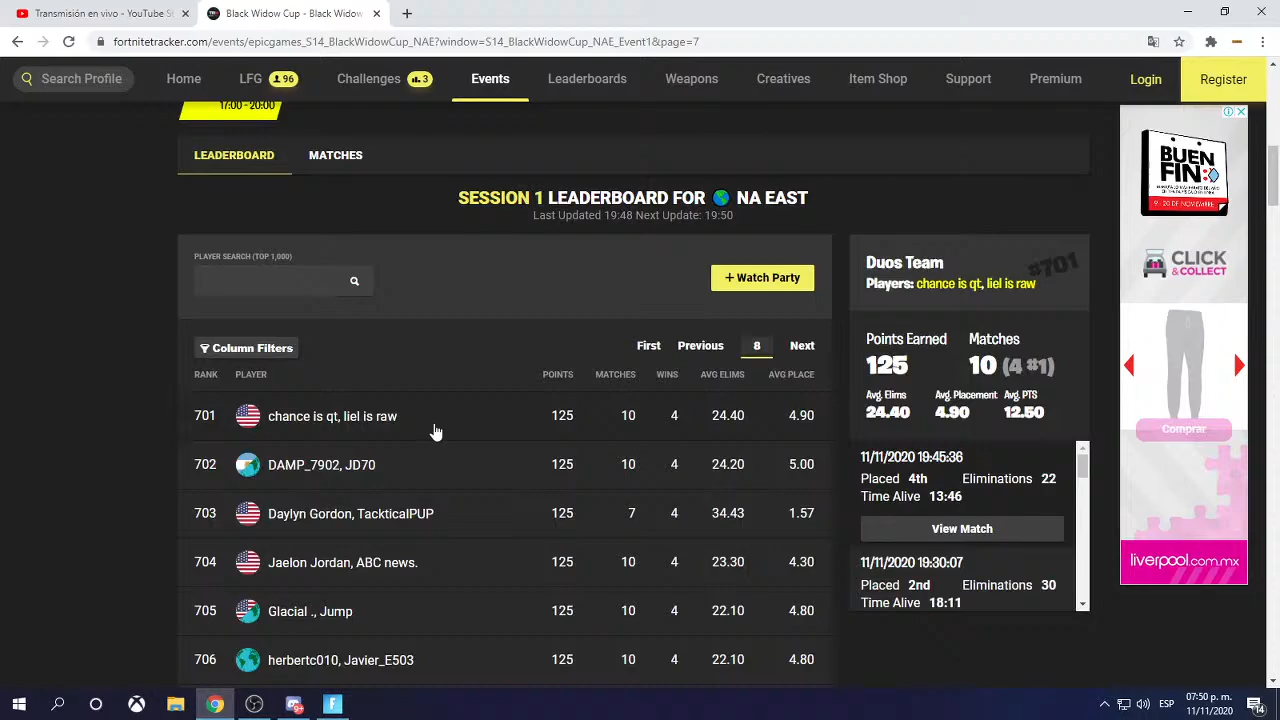 Transmisión en vivo - YouTube St
Black Widow Cup - Black Widow
fortnitetracker.com/events/epicgames_S14_BlackWidowCup_NAE?window=S14_BlackWidowCup_NAE_Event1&page=7
Search Profile
Home
LFG 96
Challenges 3
Events
Leaderboards
Weapons
Creatives
Item Shop
Support
Premium
Login
Register
17:00 - 20:00
LEADERBOARD
MATCHES
SESSION 1 LEADERBOARD FOR NA EAST
Last Updated 19:48 Next Update: 19:50
PLAYER SEARCH (TOP 1,000)
+ Watch Party
Column Filters
First Previous 8 Next
RANK PLAYER POINTS MATCHES WINS AVG ELIMS AVG PLACE
701 chance is qt, liel is raw 125 10 4 24.40 4.90
702 DAMP_7902, JD70 125 10 4 24.20 5.00
703 Daylyn Gordon, TackticalPUP 125 7 4 34.43 1.57
704 Jaelon Jordan, ABC news. 125 10 4 23.30 4.30
705 Glacial ., Jump 125 10 4 22.10 4.80
706 herbertc010, Javier_E503 125 10 4 22.10 4.80
Duos Team
#701
Players: chance is qt, liel is raw
Points Earned Matches
125 10 (4 #1)
Avg. Elims Avg. Placement Avg. PTS
24.40 4.90 12.50
11/11/2020 19:45:36
Placed 4th Eliminations 22
Time Alive 13:46
View Match
11/11/2020 19:30:07
Placed 2nd Eliminations 30
Time Alive 18:11
BUEN
FIN
9 - 20 DE NOVIEMBRE
CLICK
& COLLECT
Comprar
liverpool.com.mx
ESP
07:50 p. m.
11/11/2020
14